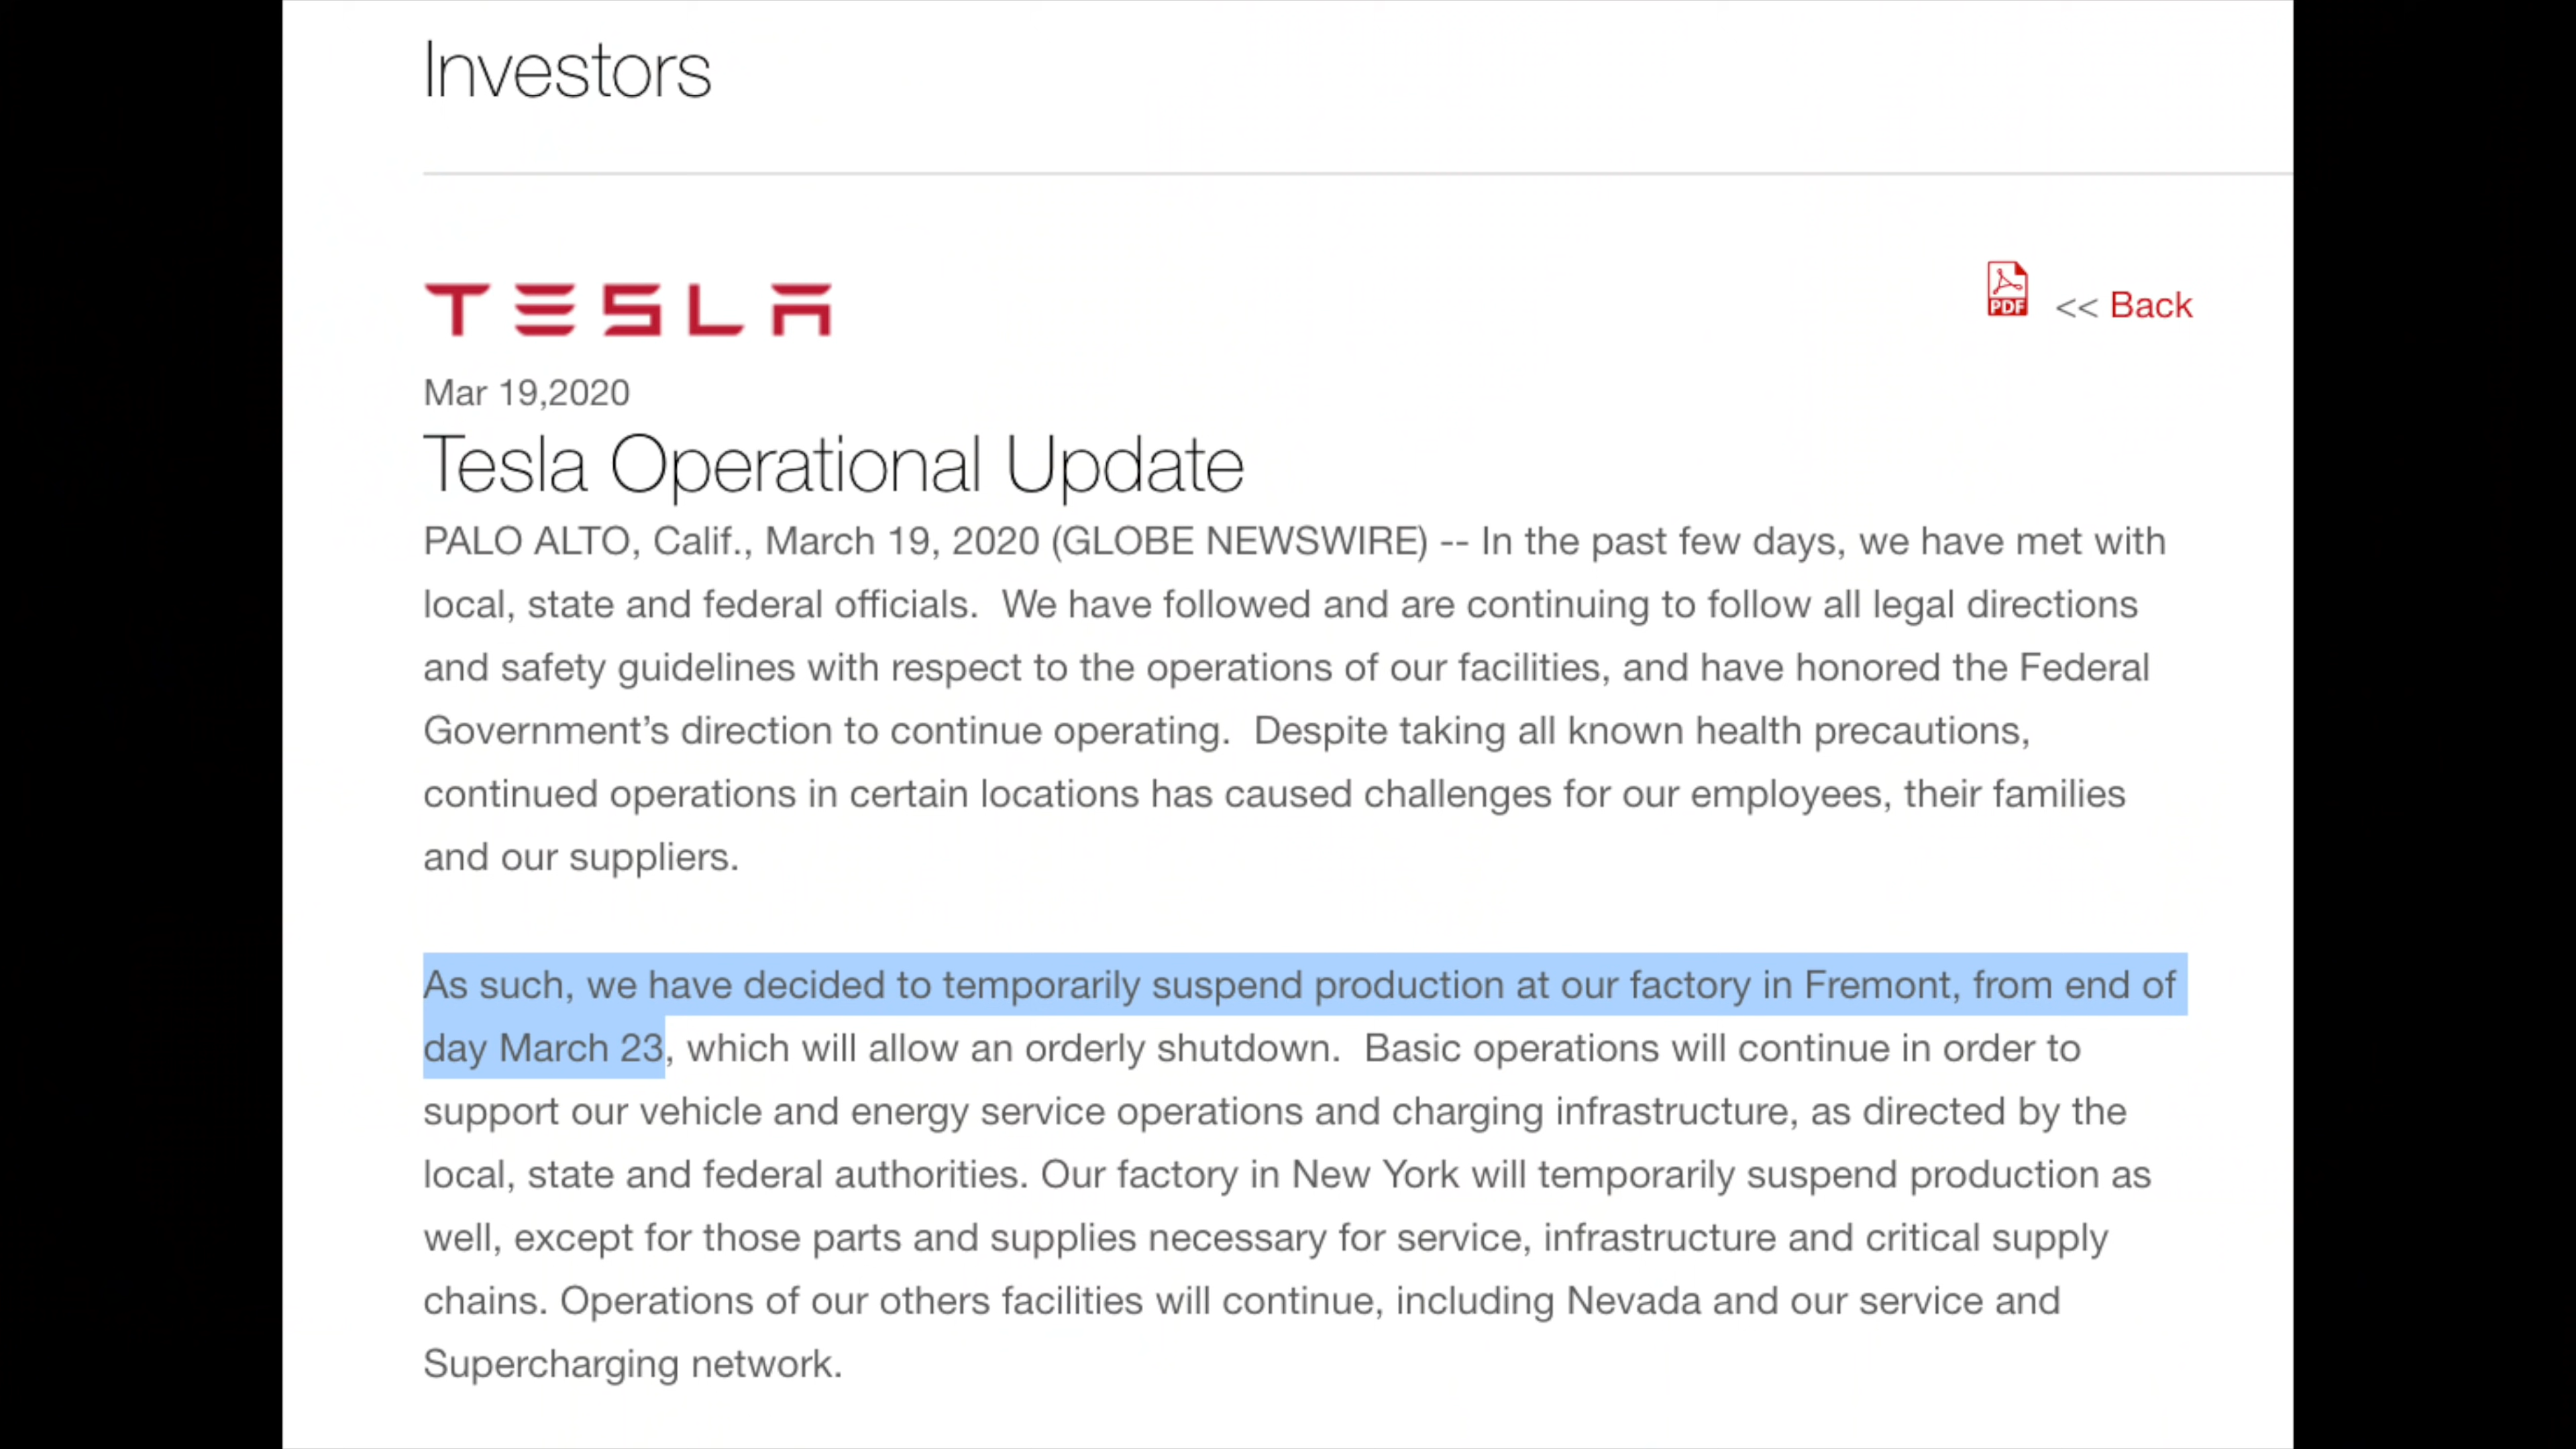 Investors
TESLA
PDF << Back
Mar 19,2020
Tesla Operational Update
PALO ALTO, Calif., March 19, 2020 (GLOBE NEWSWIRE) -- In the past few days, we have met with
local, state and federal officials.  We have followed and are continuing to follow all legal directions
and safety guidelines with respect to the operations of our facilities, and have honored the Federal
Government’s direction to continue operating.  Despite taking all known health precautions,
continued operations in certain locations has caused challenges for our employees, their families
and our suppliers.
As such, we have decided to temporarily suspend production at our factory in Fremont, from end of
day March 23, which will allow an orderly shutdown.  Basic operations will continue in order to
support our vehicle and energy service operations and charging infrastructure, as directed by the
local, state and federal authorities. Our factory in New York will temporarily suspend production as
well, except for those parts and supplies necessary for service, infrastructure and critical supply
chains. Operations of our others facilities will continue, including Nevada and our service and
Supercharging network.